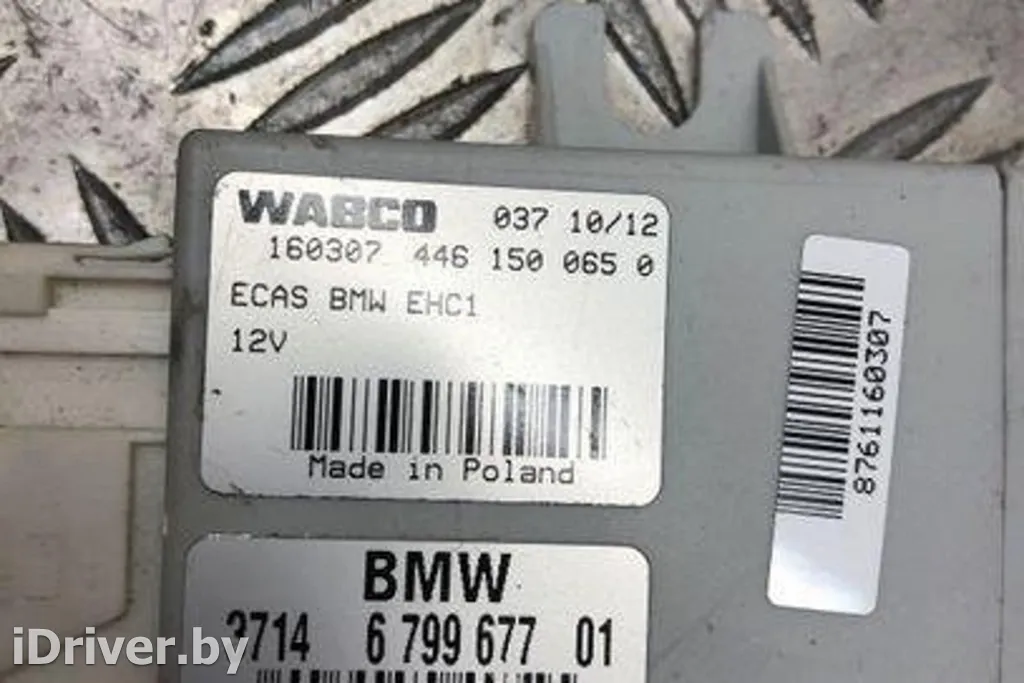 WABCO 037 10/12
160307 446 150 065 0
ECAS BMW EHC1
12V
Made in Poland
8761160307
BMW
3714 6 799 677 01
iDriver.by